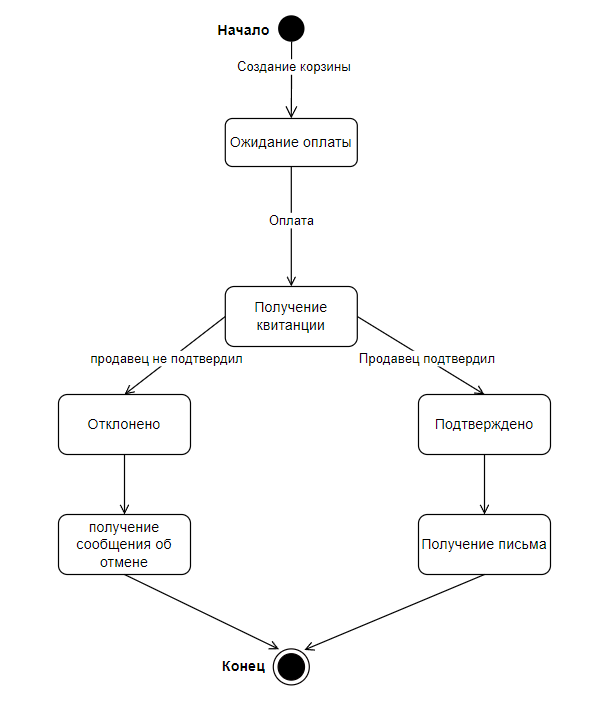 Начало
Создание корзины
Ожидание оплаты
Оплата
Получение
квитанции
продавец не подтвердил
Продавец подтвердил
Отклонено
Подтверждено
получение
сообщения об
отмене
Получение письма
Конец